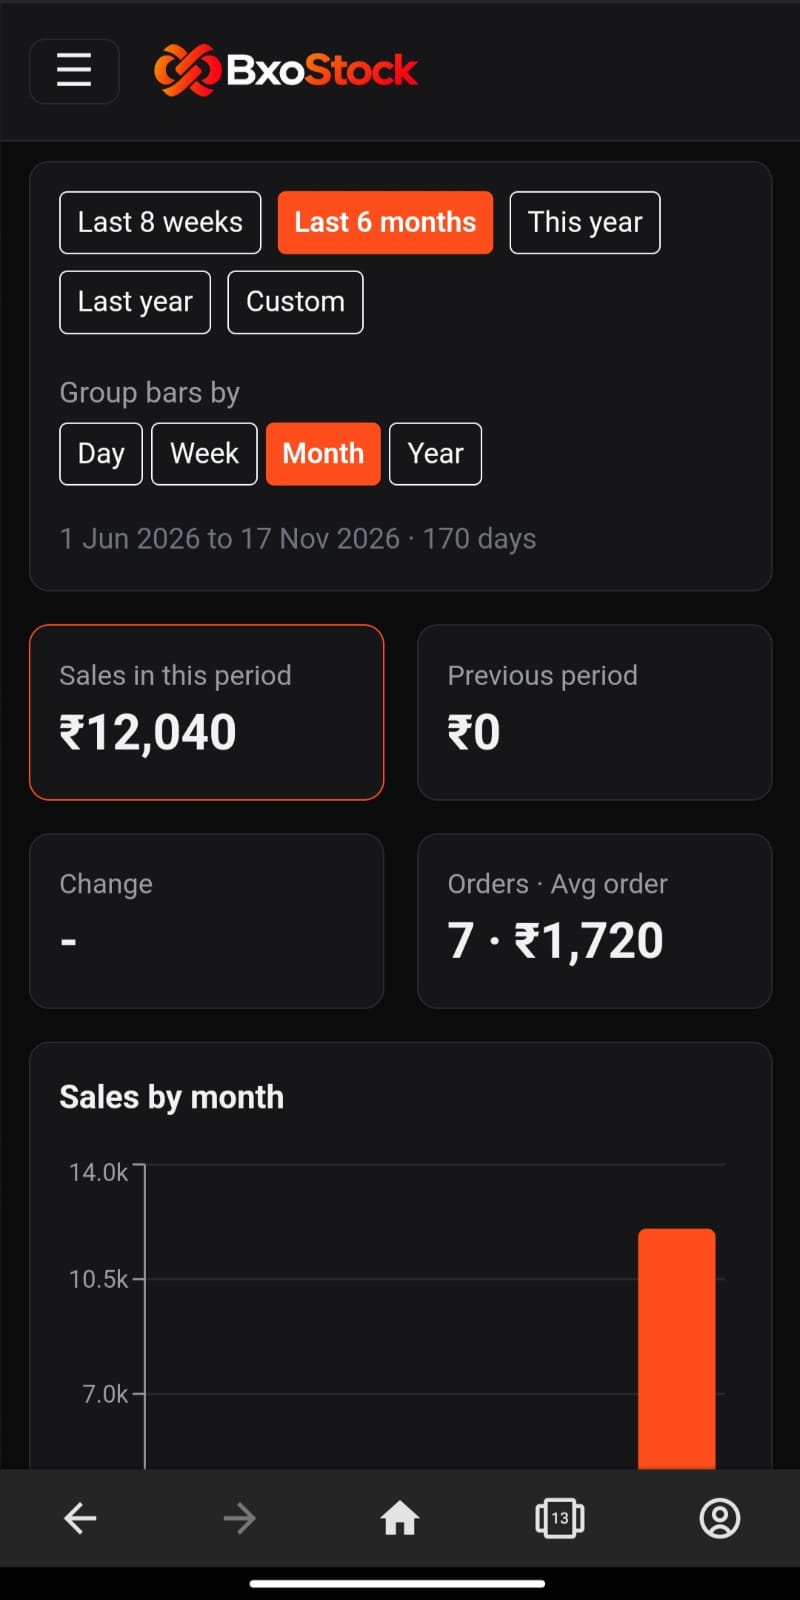 BxoStock
Last 8 weeks Last 6 months This year
Last year Custom
Group bars by
Day Week Month Year
1 Jun 2026 to 17 Nov 2026 · 170 days
Sales in this period
₹12,040
Previous period
₹0
Change
-
Orders · Avg order
7 · ₹1,720
Sales by month
14.0k
10.5k
7.0k
13